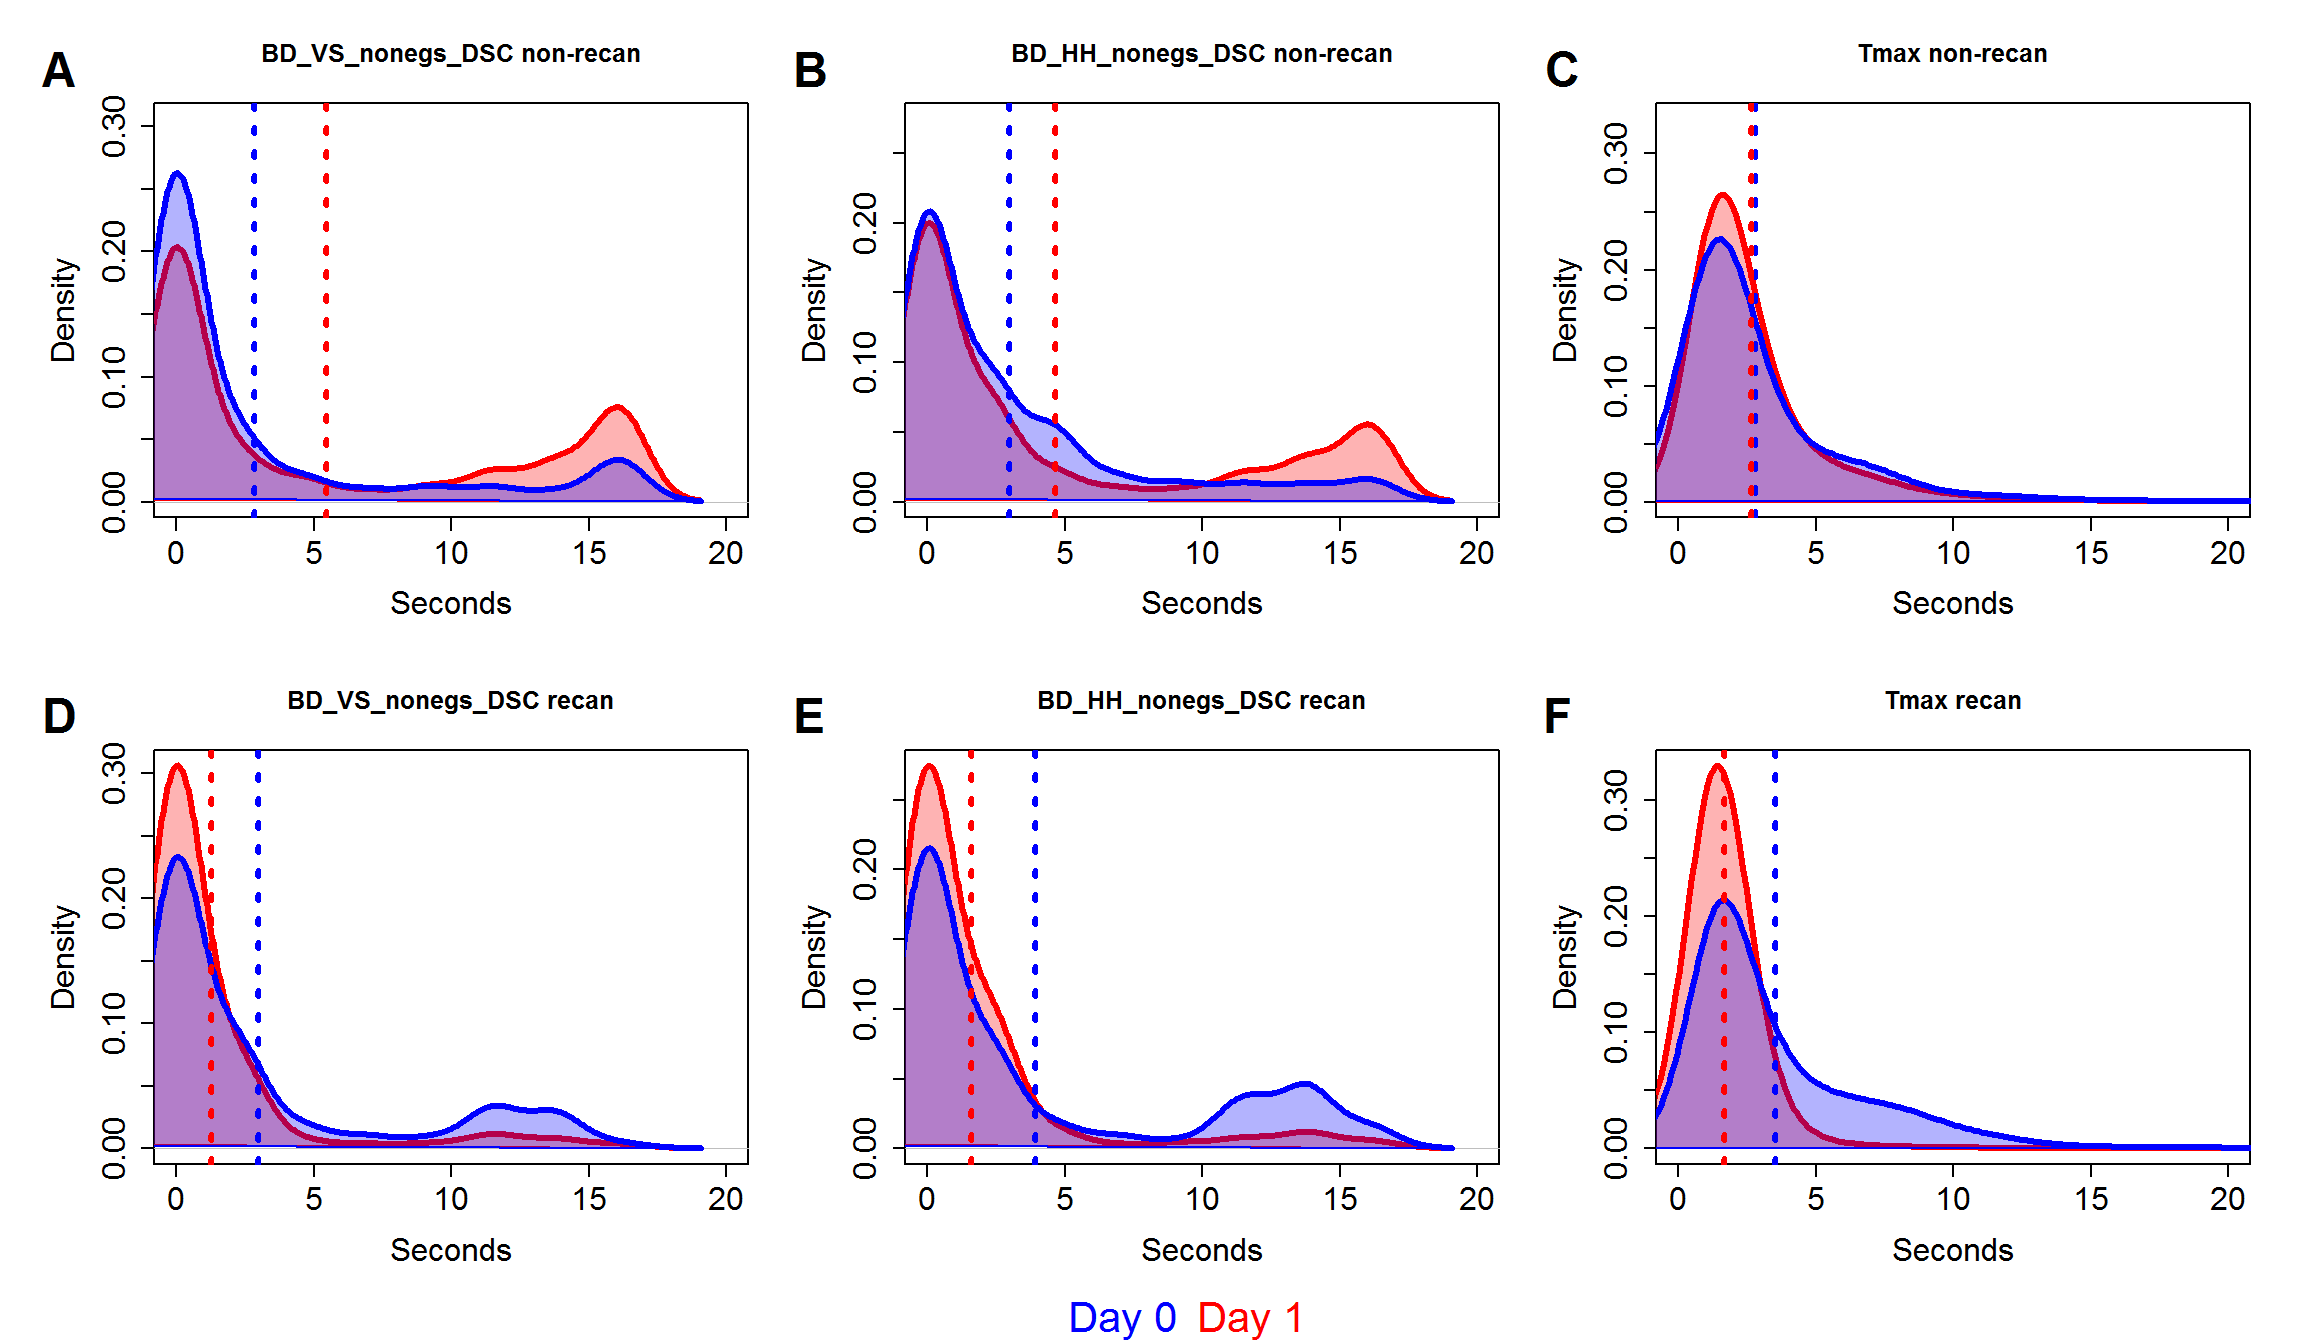 A BD_VS_nonegs_DSC non-recan
0.30
0.20
0.10
0.00
Density
0 5 10 15 20
Seconds
B BD_HH_nonegs_DSC non-recan
0.20
0.10
0.00
Density
0 5 10 15 20
Seconds
C Tmax non-recan
0.30
0.20
0.10
0.00
Density
0 5 10 15 20
Seconds
D BD_VS_nonegs_DSC recan
0.30
0.20
0.10
0.00
Density
0 5 10 15 20
Seconds
E BD_HH_nonegs_DSC recan
0.20
0.10
0.00
Density
0 5 10 15 20
Seconds
F Tmax recan
0.30
0.20
0.10
0.00
Density
0 5 10 15 20
Seconds
Day 0 Day 1